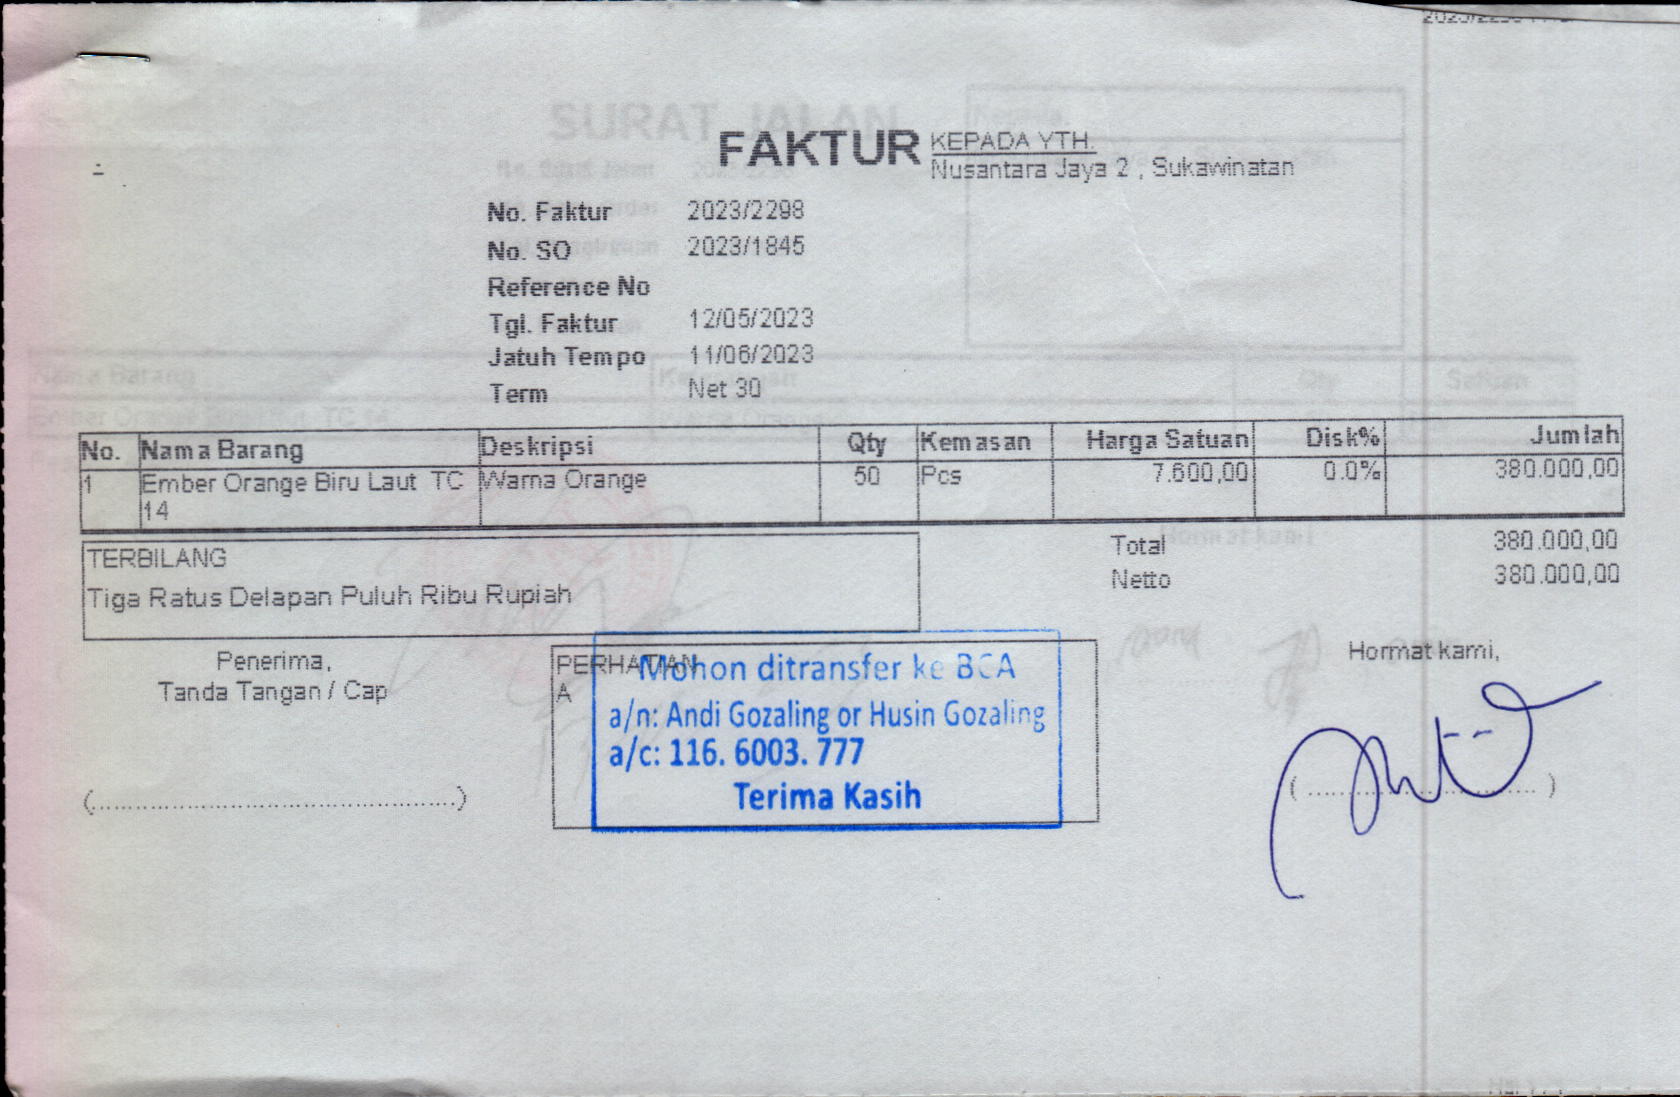 FAKTUR
KEPADA YTH.
Nusantara Jaya 2 , Sukawinatan
No. Faktur 2023/2298
No. SO 2023/1845
Reference No
Tgl. Faktur 12/05/2023
Jatuh Tempo 11/06/2023
Term Net 30
No. Nama Barang Deskripsi Qty Kemasan Harga Satuan Disk% Jumlah
1 Ember Orange Biru Laut TC Warna Orange 50 Pcs 7.600,00 0.0% 380.000,00
14
TERBILANG
Tiga Ratus Delapan Puluh Ribu Rupiah
Total 380.000,00
Netto 380.000,00
Penerima,
Tanda Tangan / Cap
(................................................)
PERHATIAN
A
Mohon ditransfer ke BCA
a/n: Andi Gozaling or Husin Gozaling
a/c: 116. 6003. 777
Terima Kasih
Hormat kami,
(................................)
SURAT JALAN